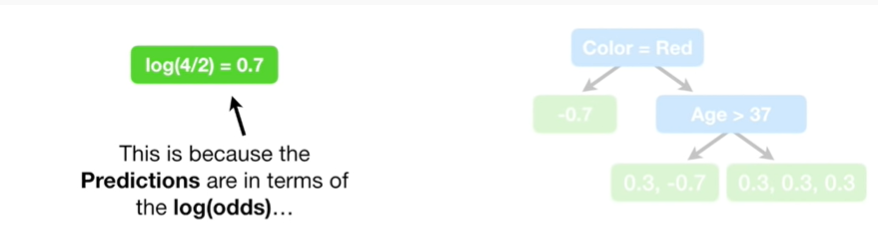 log(4/2) = 0.7
This is because the
Predictions are in terms of
the log(odds)…
Color = Red
-0.7
Age > 37
0.3, -0.7
0.3, 0.3, 0.3